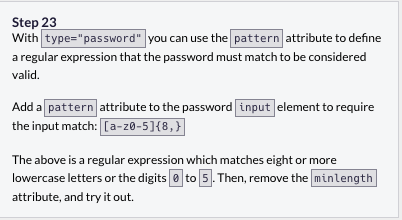 Step 23
With type="password" you can use the pattern attribute to define
a regular expression that the password must match to be considered
valid.
Add a pattern attribute to the password input element to require
the input match: [a-z0-5]{8,}
The above is a regular expression which matches eight or more
lowercase letters or the digits 0 to 5. Then, remove the minlength
attribute, and try it out.